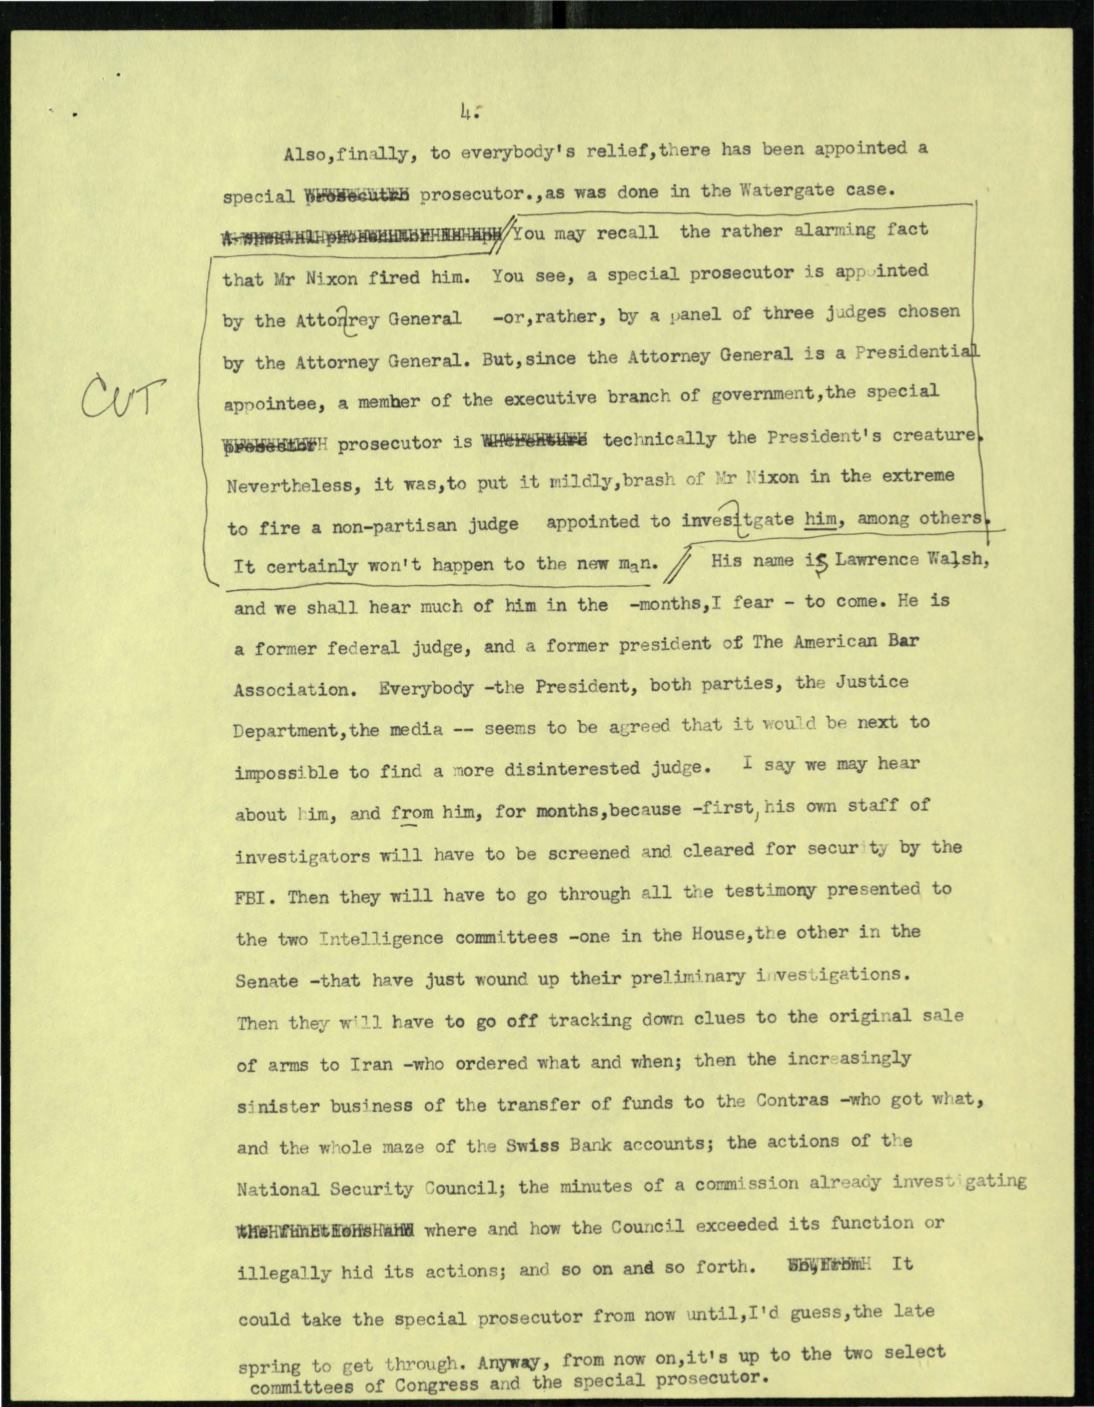 4.
Also,finally, to everybody's relief,there has been appointed a
special prosecutor.,as was done in the Watergate case.
You may recall the rather alarming fact
that Mr Nixon fired him. You see, a special prosecutor is appointed
by the Attonrey General -or,rather, by a panel of three judges chosen
by the Attorney General. But,since the Attorney General is a Presidential
CUT
appointee, a member of the executive branch of government,the special
prosecutor is technically the President's creature.
Nevertheless, it was,to put it mildly,brash of Mr Nixon in the extreme
to fire a non-partisan judge appointed to invesitgate him, among others.
It certainly won't happen to the new man. // His name is Lawrence Walsh,
and we shall hear much of him in the -months,I fear - to come. He is
a former federal judge, and a former president of The American Bar
Association. Everybody -the President, both parties, the Justice
Department,the media -- seems to be agreed that it would be next to
impossible to find a more disinterested judge. I say we may hear
about him, and from him, for months,because -first, his own staff of
investigators will have to be screened and cleared for security by the
FBI. Then they will have to go through all the testimony presented to
the two Intelligence committees -one in the House,the other in the
Senate -that have just wound up their preliminary investigations.
Then they will have to go off tracking down clues to the original sale
of arms to Iran -who ordered what and when; then the increasingly
sinister business of the transfer of funds to the Contras -who got what,
and the whole maze of the Swiss Bank accounts; the actions of the
National Security Council; the minutes of a commission already investigating
the functions and where and how the Council exceeded its function or
illegally hid its actions; and so on and so forth. So,from It
could take the special prosecutor from now until,I'd guess,the late
spring to get through. Anyway, from now on,it's up to the two select
committees of Congress and the special prosecutor.